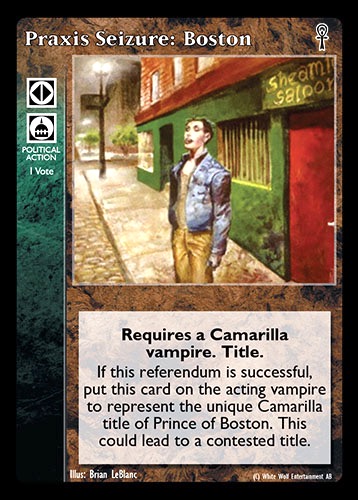 Praxis Seizure: Boston
POLITICAL
ACTION
1 Vote
Sheam
Saloon
Requires a Camarilla
vampire. Title.
If this referendum is successful,
put this card on the acting vampire
to represent the unique Camarilla
title of Prince of Boston. This
could lead to a contested title.
Illus: Brian LeBlanc
(C) White Wolf Entertainment AB